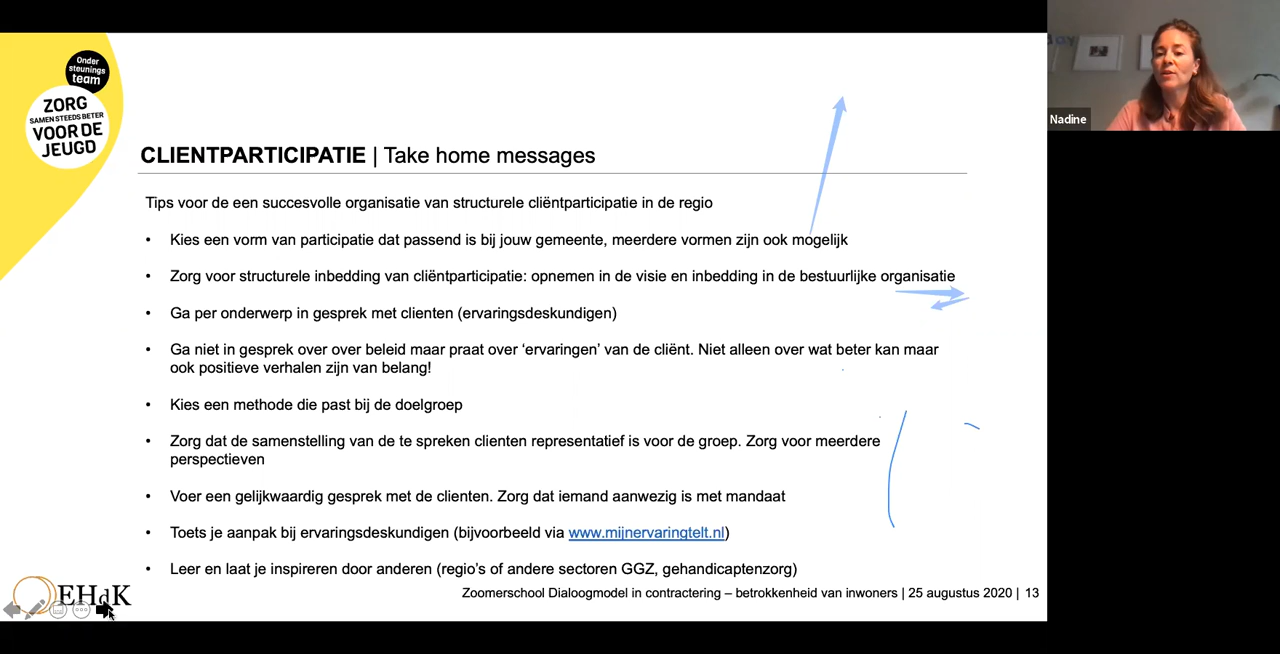 Onder
steunings
team
ZORG
SAMEN STEEDS BETER
VOOR DE
JEUGD
Nadine
CLIENTPARTICIPATIE | Take home messages
Tips voor de een succesvolle organisatie van structurele cliëntparticipatie in de regio
• Kies een vorm van participatie dat passend is bij jouw gemeente, meerdere vormen zijn ook mogelijk
• Zorg voor structurele inbedding van cliëntparticipatie: opnemen in de visie en inbedding in de bestuurlijke organisatie
• Ga per onderwerp in gesprek met clienten (ervaringsdeskundigen)
• Ga niet in gesprek over over beleid maar praat over ‘ervaringen’ van de cliënt. Niet alleen over wat beter kan maar
ook positieve verhalen zijn van belang!
• Kies een methode die past bij de doelgroep
• Zorg dat de samenstelling van de te spreken clienten representatief is voor de groep. Zorg voor meerdere
perspectieven
• Voer een gelijkwaardig gesprek met de clienten. Zorg dat iemand aanwezig is met mandaat
• Toets je aanpak bij ervaringsdeskundigen (bijvoorbeeld via www.mijnervaringtelt.nl)
• Leer en laat je inspireren door anderen (regio’s of andere sectoren GGZ, gehandicaptenzorg)
EHdK
Zoomerschool Dialoogmodel in contractering – betrokkenheid van inwoners | 25 augustus 2020 | 13